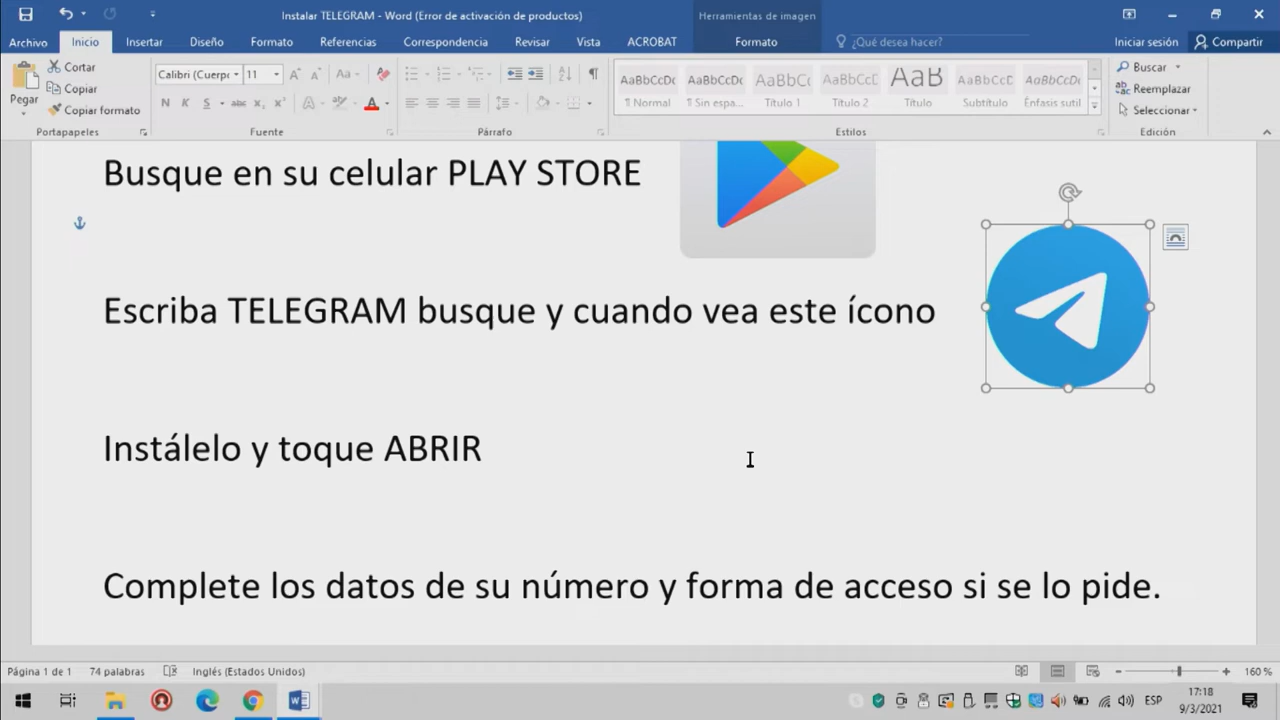 Instalar TELEGRAM - Word (Error de activación de productos)
Herramientas de imagen
Archivo Inicio Insertar Diseño Formato Referencias Correspondencia Revisar Vista ACROBAT Formato ¿Qué desea hacer? Iniciar sesión Compartir
Pegar
Cortar
Copiar
Copiar formato
Portapapeles
Calibri (Cuerpo 11
N K S abc x₂ x²
Fuente
Párrafo
AaBbCcDc AaBbCcDc AaBbCcD AaBbCcD AaB AaBbCcD AaBbCcDc
¶ Normal ¶ Sin espa... Título 1 Título 2 Título Subtítulo Énfasis sutil
Estilos
Buscar
Reemplazar
Seleccionar
Edición
Busque en su celular PLAY STORE
Escriba TELEGRAM busque y cuando vea este ícono
Instálelo y toque ABRIR
Complete los datos de su número y forma de acceso si se lo pide.
Página 1 de 1 74 palabras Inglés (Estados Unidos) 160 %
ESP
17:18
9/3/2021